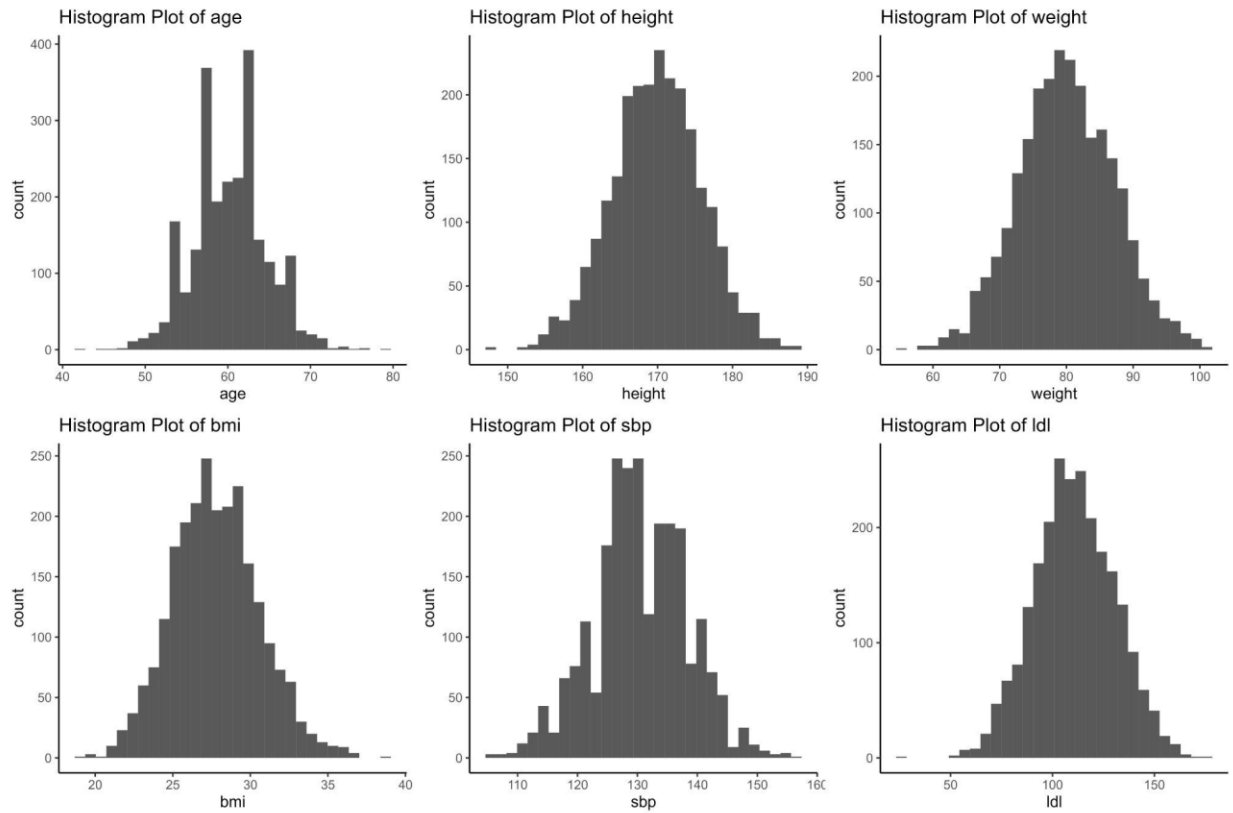 Histogram Plot of age
400
300
200
100
0
count
40 50 60 70 80
age
Histogram Plot of height
200
150
100
50
0
count
150 160 170 180 190
height
Histogram Plot of weight
200
150
100
50
0
count
60 70 80 90 100
weight
Histogram Plot of bmi
250
200
150
100
50
0
count
20 25 30 35 40
bmi
Histogram Plot of sbp
250
200
150
100
50
0
count
110 120 130 140 150 160
sbp
Histogram Plot of ldl
200
100
0
count
50 100 150
ldl